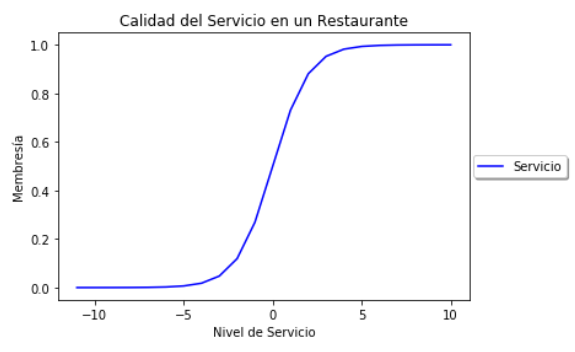 Calidad del Servicio en un Restaurante
1.0
0.8
0.6
0.4
0.2
0.0
Membresía
Servicio
−10
−5
0
5
10
Nivel de Servicio